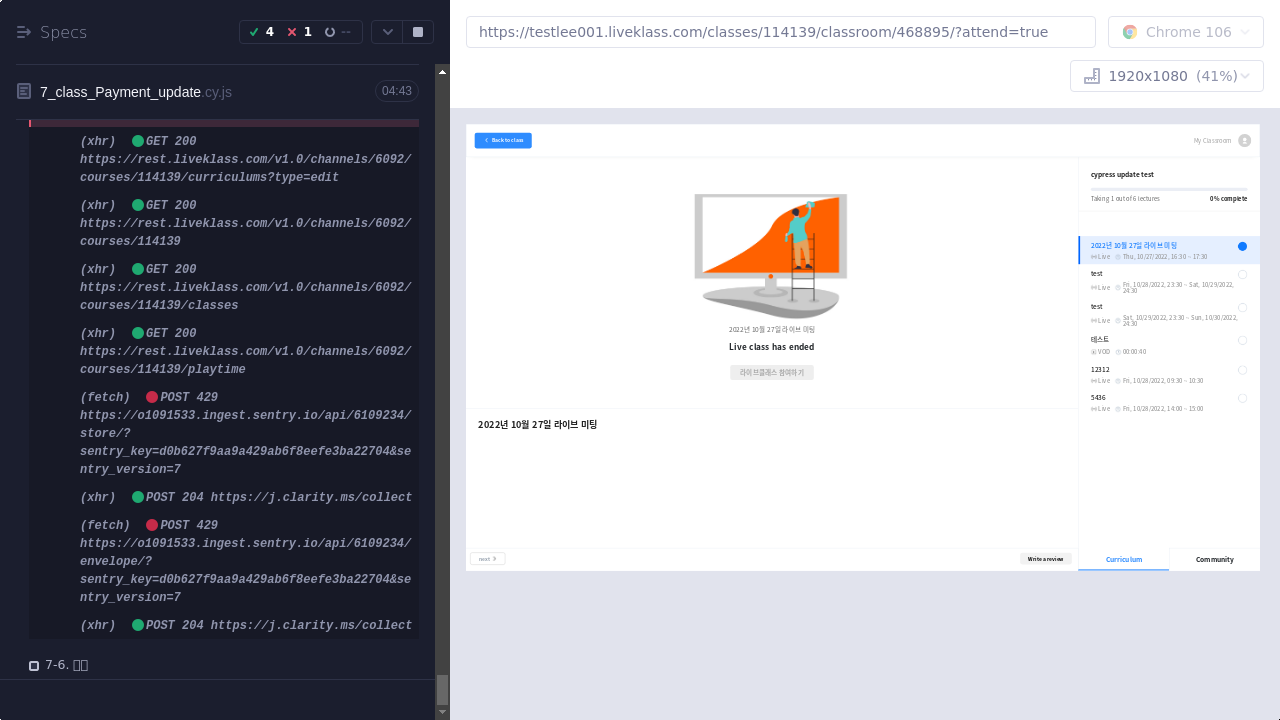 Specs
4 1 --
7_class_Payment_update.cy.js 04:43
(xhr) GET 200
https://rest.liveklass.com/v1.0/channels/6092/
courses/114139/curriculums?type=edit
(xhr) GET 200
https://rest.liveklass.com/v1.0/channels/6092/
courses/114139
(xhr) GET 200
https://rest.liveklass.com/v1.0/channels/6092/
courses/114139/classes
(xhr) GET 200
https://rest.liveklass.com/v1.0/channels/6092/
courses/114139/playtime
(fetch) POST 429
https://o1091533.ingest.sentry.io/api/6109234/
store/?
sentry_key=d0b627f9aa9a429ab6f8eefe3ba22704&se
ntry_version=7
(xhr) POST 204 https://j.clarity.ms/collect
(fetch) POST 429
https://o1091533.ingest.sentry.io/api/6109234/
envelope/?
sentry_key=d0b627f9aa9a429ab6f8eefe3ba22704&se
ntry_version=7
(xhr) POST 204 https://j.clarity.ms/collect
7-6.
https://testlee001.liveklass.com/classes/114139/classroom/468895/?attend=true
Chrome 106
1920x1080 (41%)
Back to class
My Classroom
2022년 10월 27일 라이브 미팅
Live class has ended
라이브클래스 참여하기
2022년 10월 27일 라이브 미팅
next
Write a review
cypress update test
Taking 1 out of 6 lectures 0% complete
2022년 10월 27일 라이브 미팅
Live Thu, 10/27/2022, 16:30 ~ 17:30
test
Live Fri, 10/28/2022, 23:30 ~ Sat, 10/29/2022,
24:30
test
Live Sat, 10/29/2022, 23:30 ~ Sun, 10/30/2022,
24:30
테스트
VOD 00:00:40
12312
Live Fri, 10/28/2022, 09:30 ~ 10:30
5436
Live Fri, 10/28/2022, 14:00 ~ 15:00
Curriculum Community